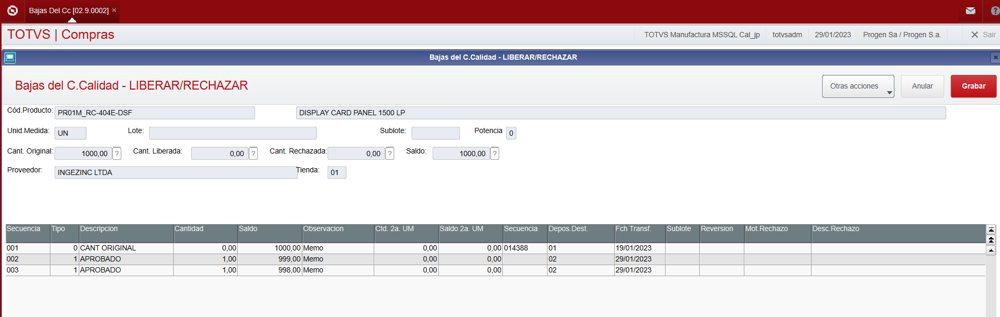 Bajas Del Cc [02.9.0002] ×
TOTVS | Compras
TOTVS Manufactura MSSQL Cal_jp
totvsadm
29/01/2023
Progen Sa / Progen S.a.
Sair
Bajas del C.Calidad - LIBERAR/RECHAZAR
Bajas del C.Calidad - LIBERAR/RECHAZAR
Otras acciones
Anular
Grabar
Cód.Producto: PR01M_RC-404E-DSF DISPLAY CARD PANEL 1500 LP
Unid.Medida: UN Lote: Sublote: Potencia 0
Cant. Original: 1000,00 ? Cant. Liberada: 0,00 ? Cant. Rechazada: 0,00 ? Saldo: 1000,00 ?
Proveedor: INGEZINC LTDA Tienda: 01
Secuencia Tipo Descripcion Cantidad Saldo Observacion Ctd. 2a. UM Saldo 2a. UM Secuencia Depos.Dest. Fch Transf. Sublote Reversion Mot.Rechazo Desc.Rechazo
001 0 CANT ORIGINAL 0,00 1000,00 Memo 0,00 0,00 014388 01 19/01/2023
002 1 APROBADO 1,00 999,00 Memo 0,00 0,00 02 29/01/2023
003 1 APROBADO 1,00 998,00 Memo 0,00 0,00 02 29/01/2023